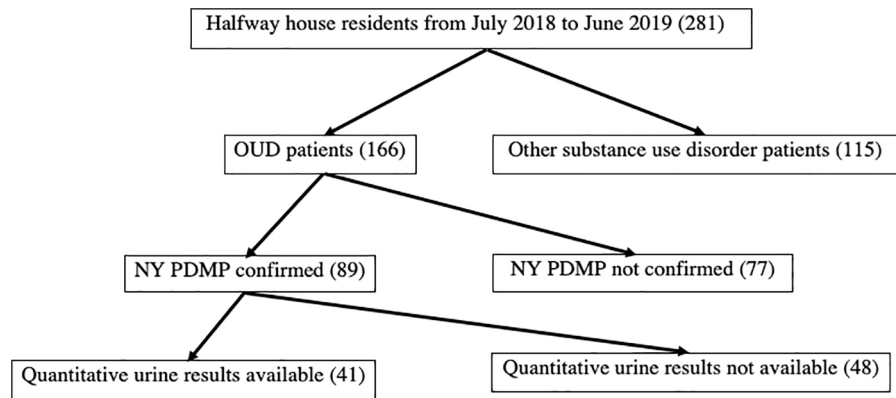 Halfway house residents from July 2018 to June 2019 (281)
OUD patients (166)
Other substance use disorder patients (115)
NY PDMP confirmed (89)
NY PDMP not confirmed (77)
Quantitative urine results available (41)
Quantitative urine results not available (48)